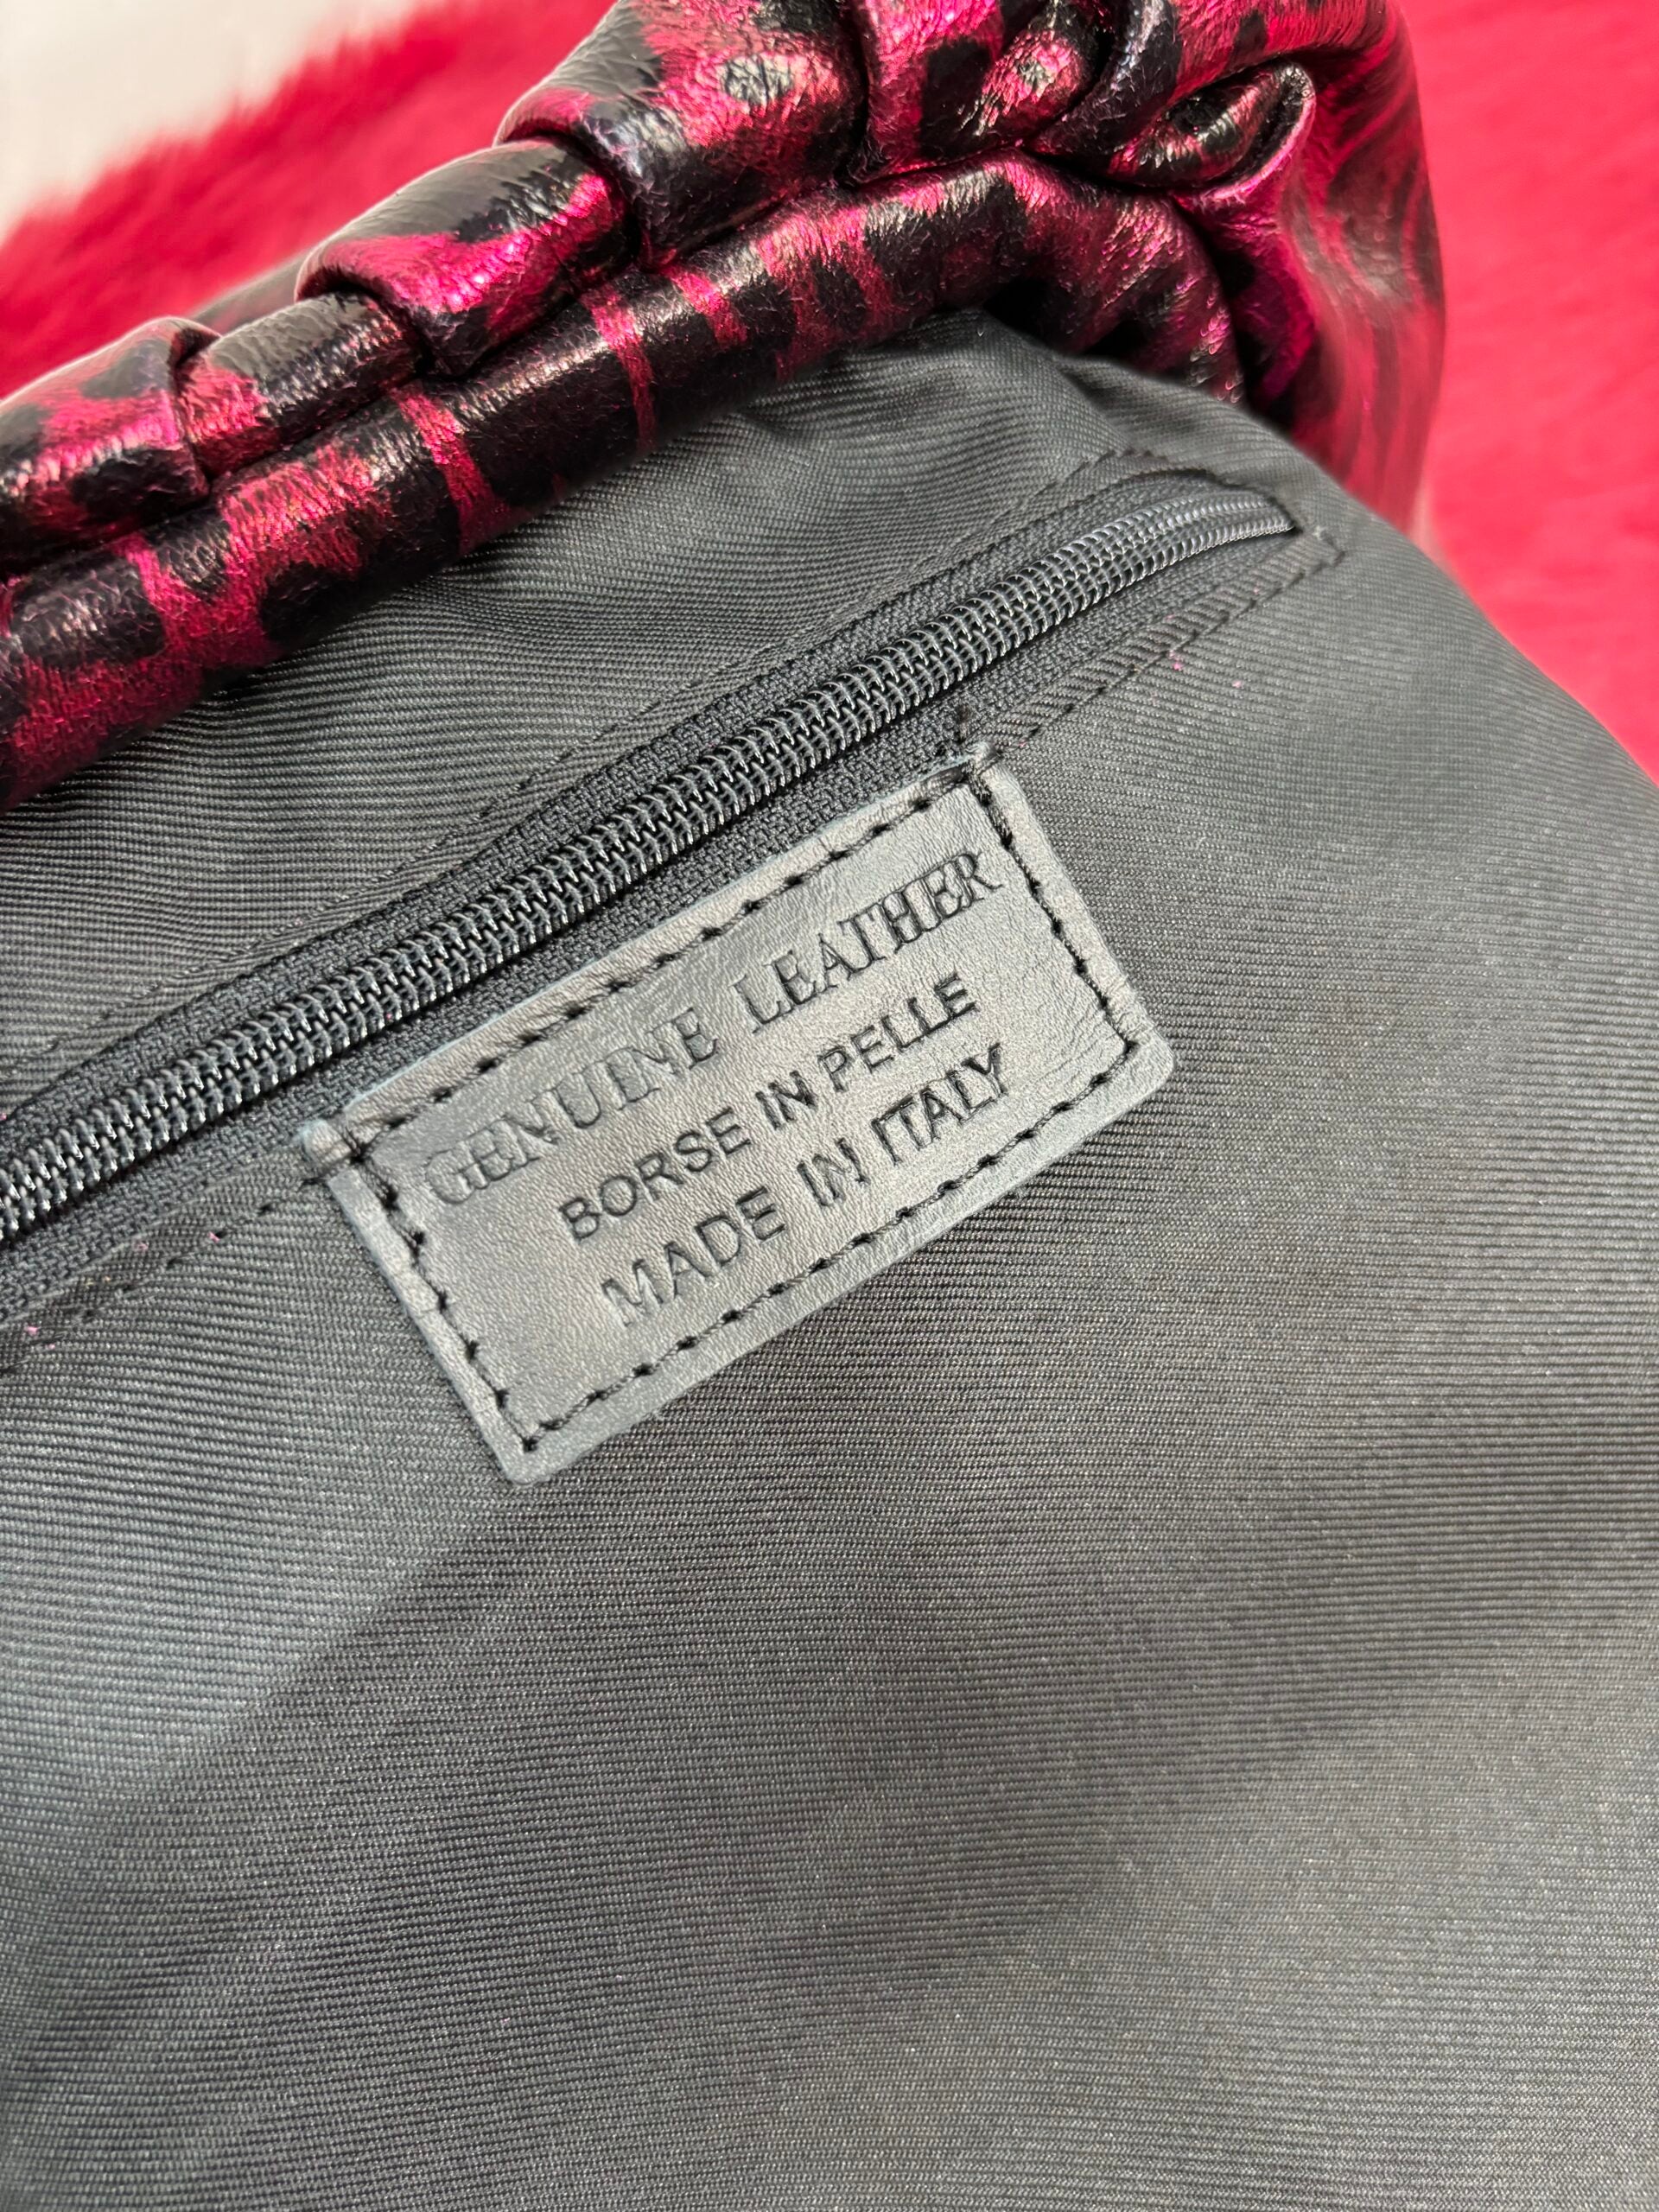 GENUINE LEATHER
BORSE IN PELLE
MADE IN ITALY